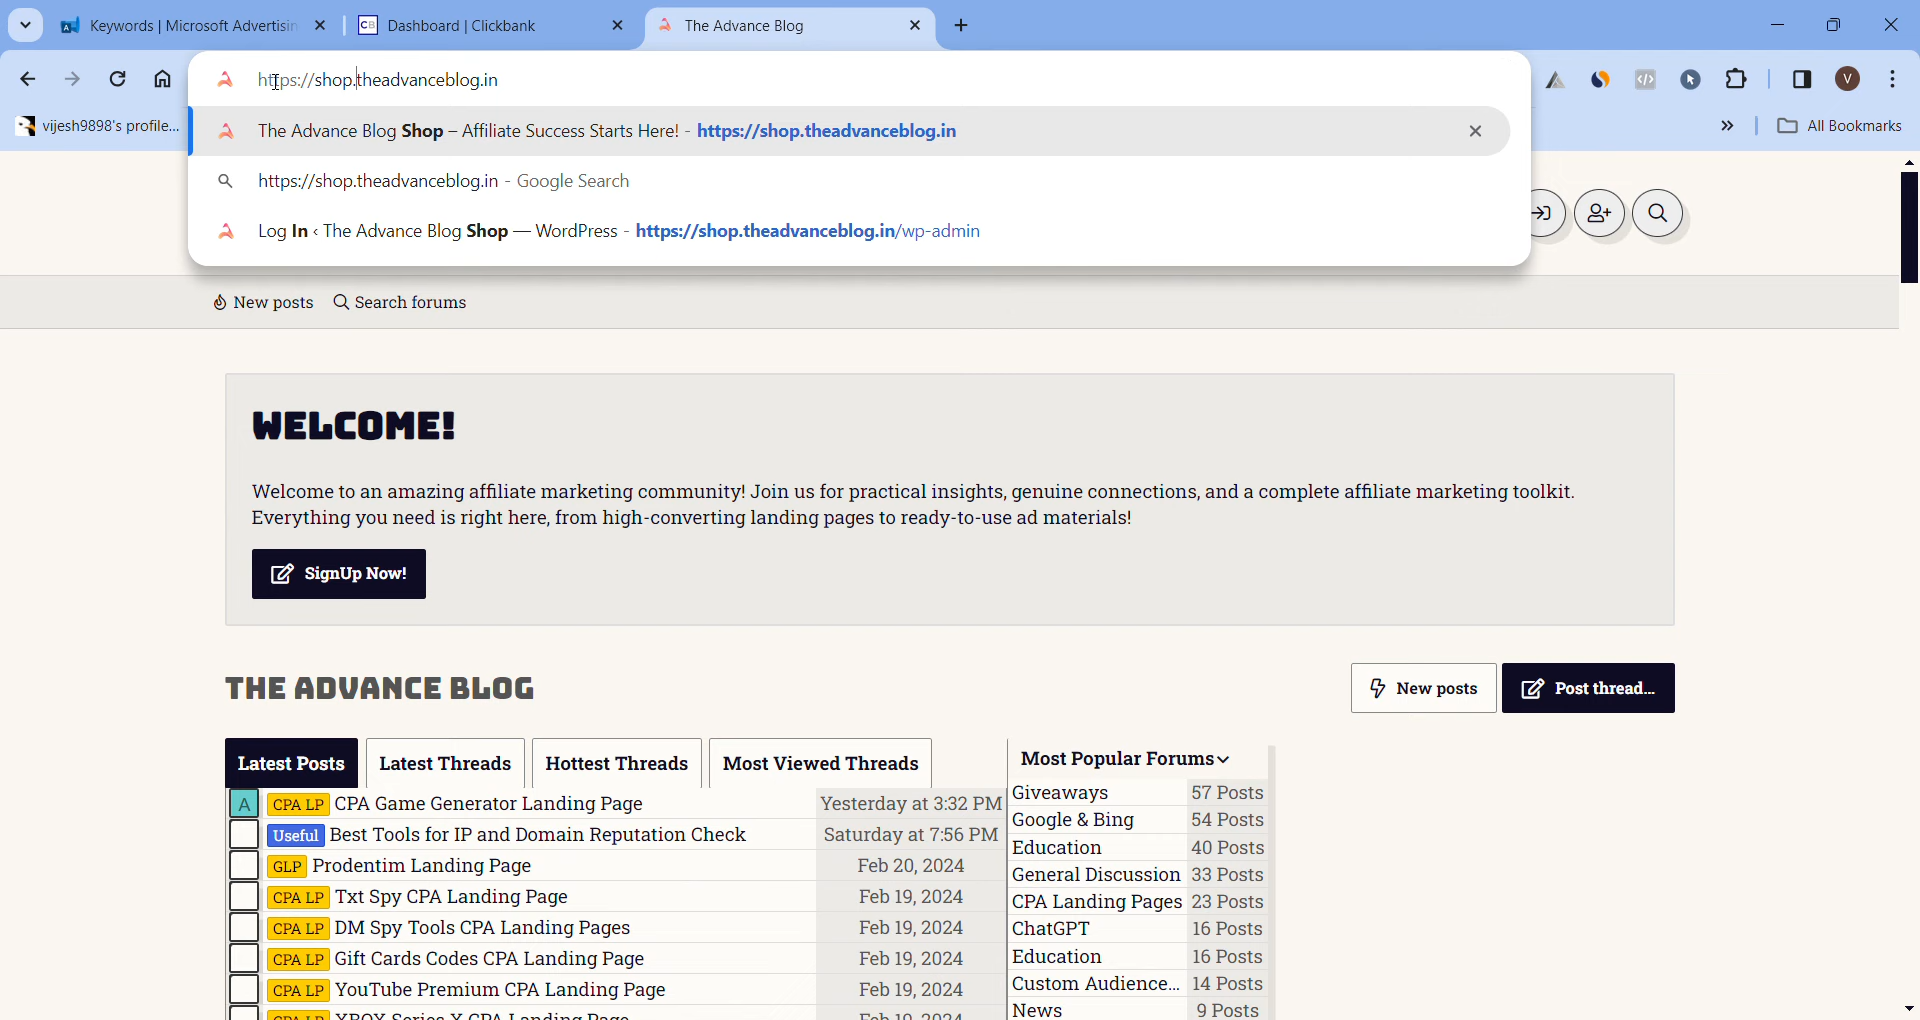 Keywords | Microsoft Advertisin
CB Dashboard | Clickbank
The Advance Blog
https://shop.theadvanceblog.in
The Advance Blog Shop – Affiliate Success Starts Here! - https://shop.theadvanceblog.in
https://shop.theadvanceblog.in - Google Search
Log In ‹ The Advance Blog Shop — WordPress - https://shop.theadvanceblog.in/wp-admin
V
vijesh9898's profile...
» All Bookmarks
New posts Search forums
WELCOME!
Welcome to an amazing affiliate marketing community! Join us for practical insights, genuine connections, and a complete affiliate marketing toolkit.
Everything you need is right here, from high-converting landing pages to ready-to-use ad materials!
SignUp Now!
THE ADVANCE BLOG
New posts Post thread...
Latest Posts Latest Threads Hottest Threads Most Viewed Threads
A CPA LP CPA Game Generator Landing Page Yesterday at 3:32 PM
Useful Best Tools for IP and Domain Reputation Check Saturday at 7:56 PM
GLP Prodentim Landing Page Feb 20, 2024
CPA LP Txt Spy CPA Landing Page Feb 19, 2024
CPA LP DM Spy Tools CPA Landing Pages Feb 19, 2024
CPA LP Gift Cards Codes CPA Landing Page Feb 19, 2024
CPA LP YouTube Premium CPA Landing Page Feb 19, 2024
CPA LP XBOX Series X CPA Landing Page Feb 19, 2024
Most Popular Forums
Giveaways 57 Posts
Google & Bing 54 Posts
Education 40 Posts
General Discussion 33 Posts
CPA Landing Pages 23 Posts
ChatGPT 16 Posts
Education 16 Posts
Custom Audience... 14 Posts
News 9 Posts